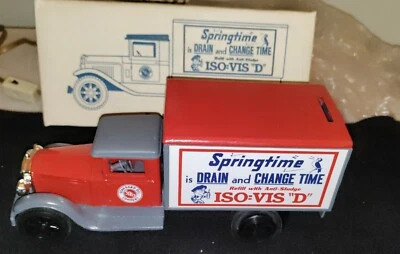 Springtime
is DRAIN and CHANGE TIME
Refill with Anti-Sludge
ISO=VIS "D"
Springtime
is DRAIN and CHANGE TIME
Refill with Anti-Sludge
ISO=VIS "D"